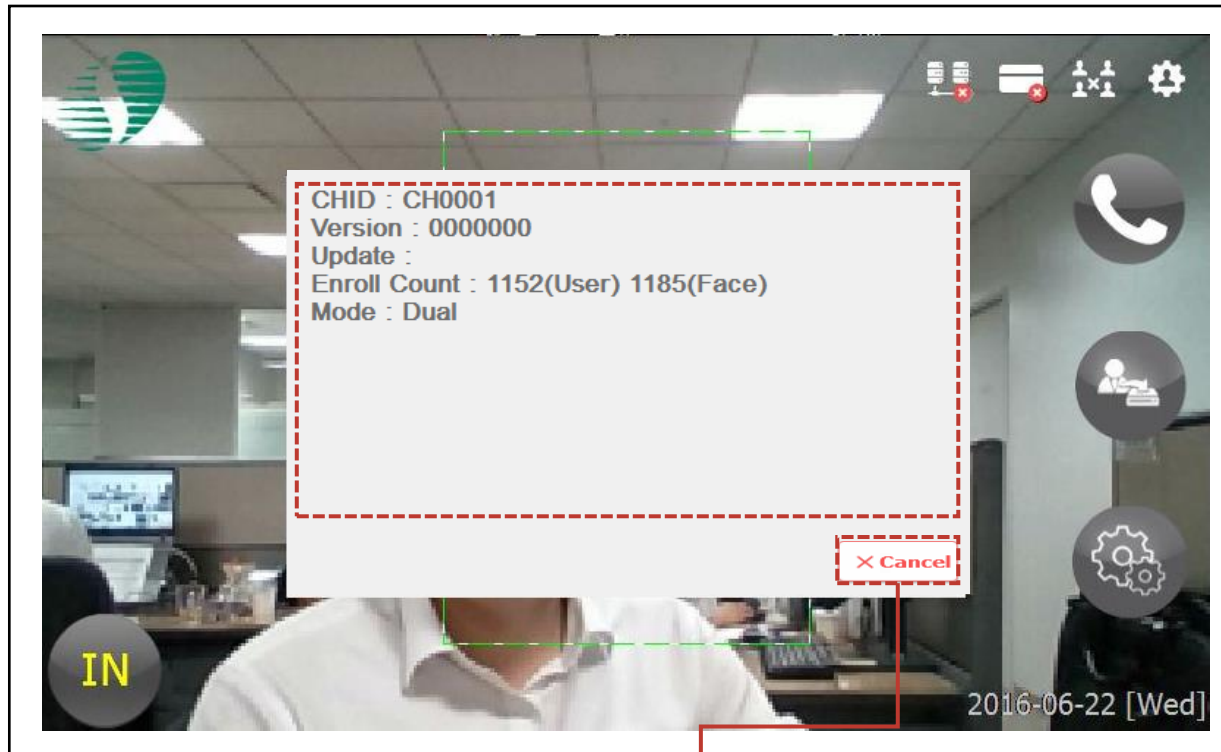 CHID : CH0001
Version : 0000000
Update :
Enroll Count : 1152(User) 1185(Face)
Mode : Dual
× Cancel
IN
2016-06-22 [Wed]